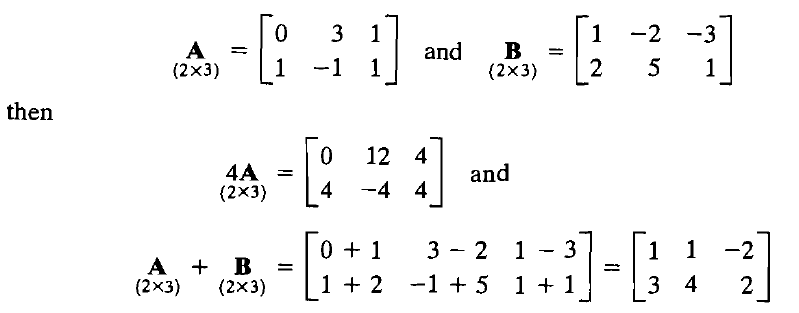 A = [0 3 1 and B = [1 -2 -3
(2×3) 1 -1 1] (2×3) 2 5 1]
then
4A = [0 12 4 and
(2×3) 4 -4 4]
A + B = [0 + 1 3 - 2 1 - 3 = [1 1 -2
(2×3) (2×3) 1 + 2 -1 + 5 1 + 1] 3 4 2]